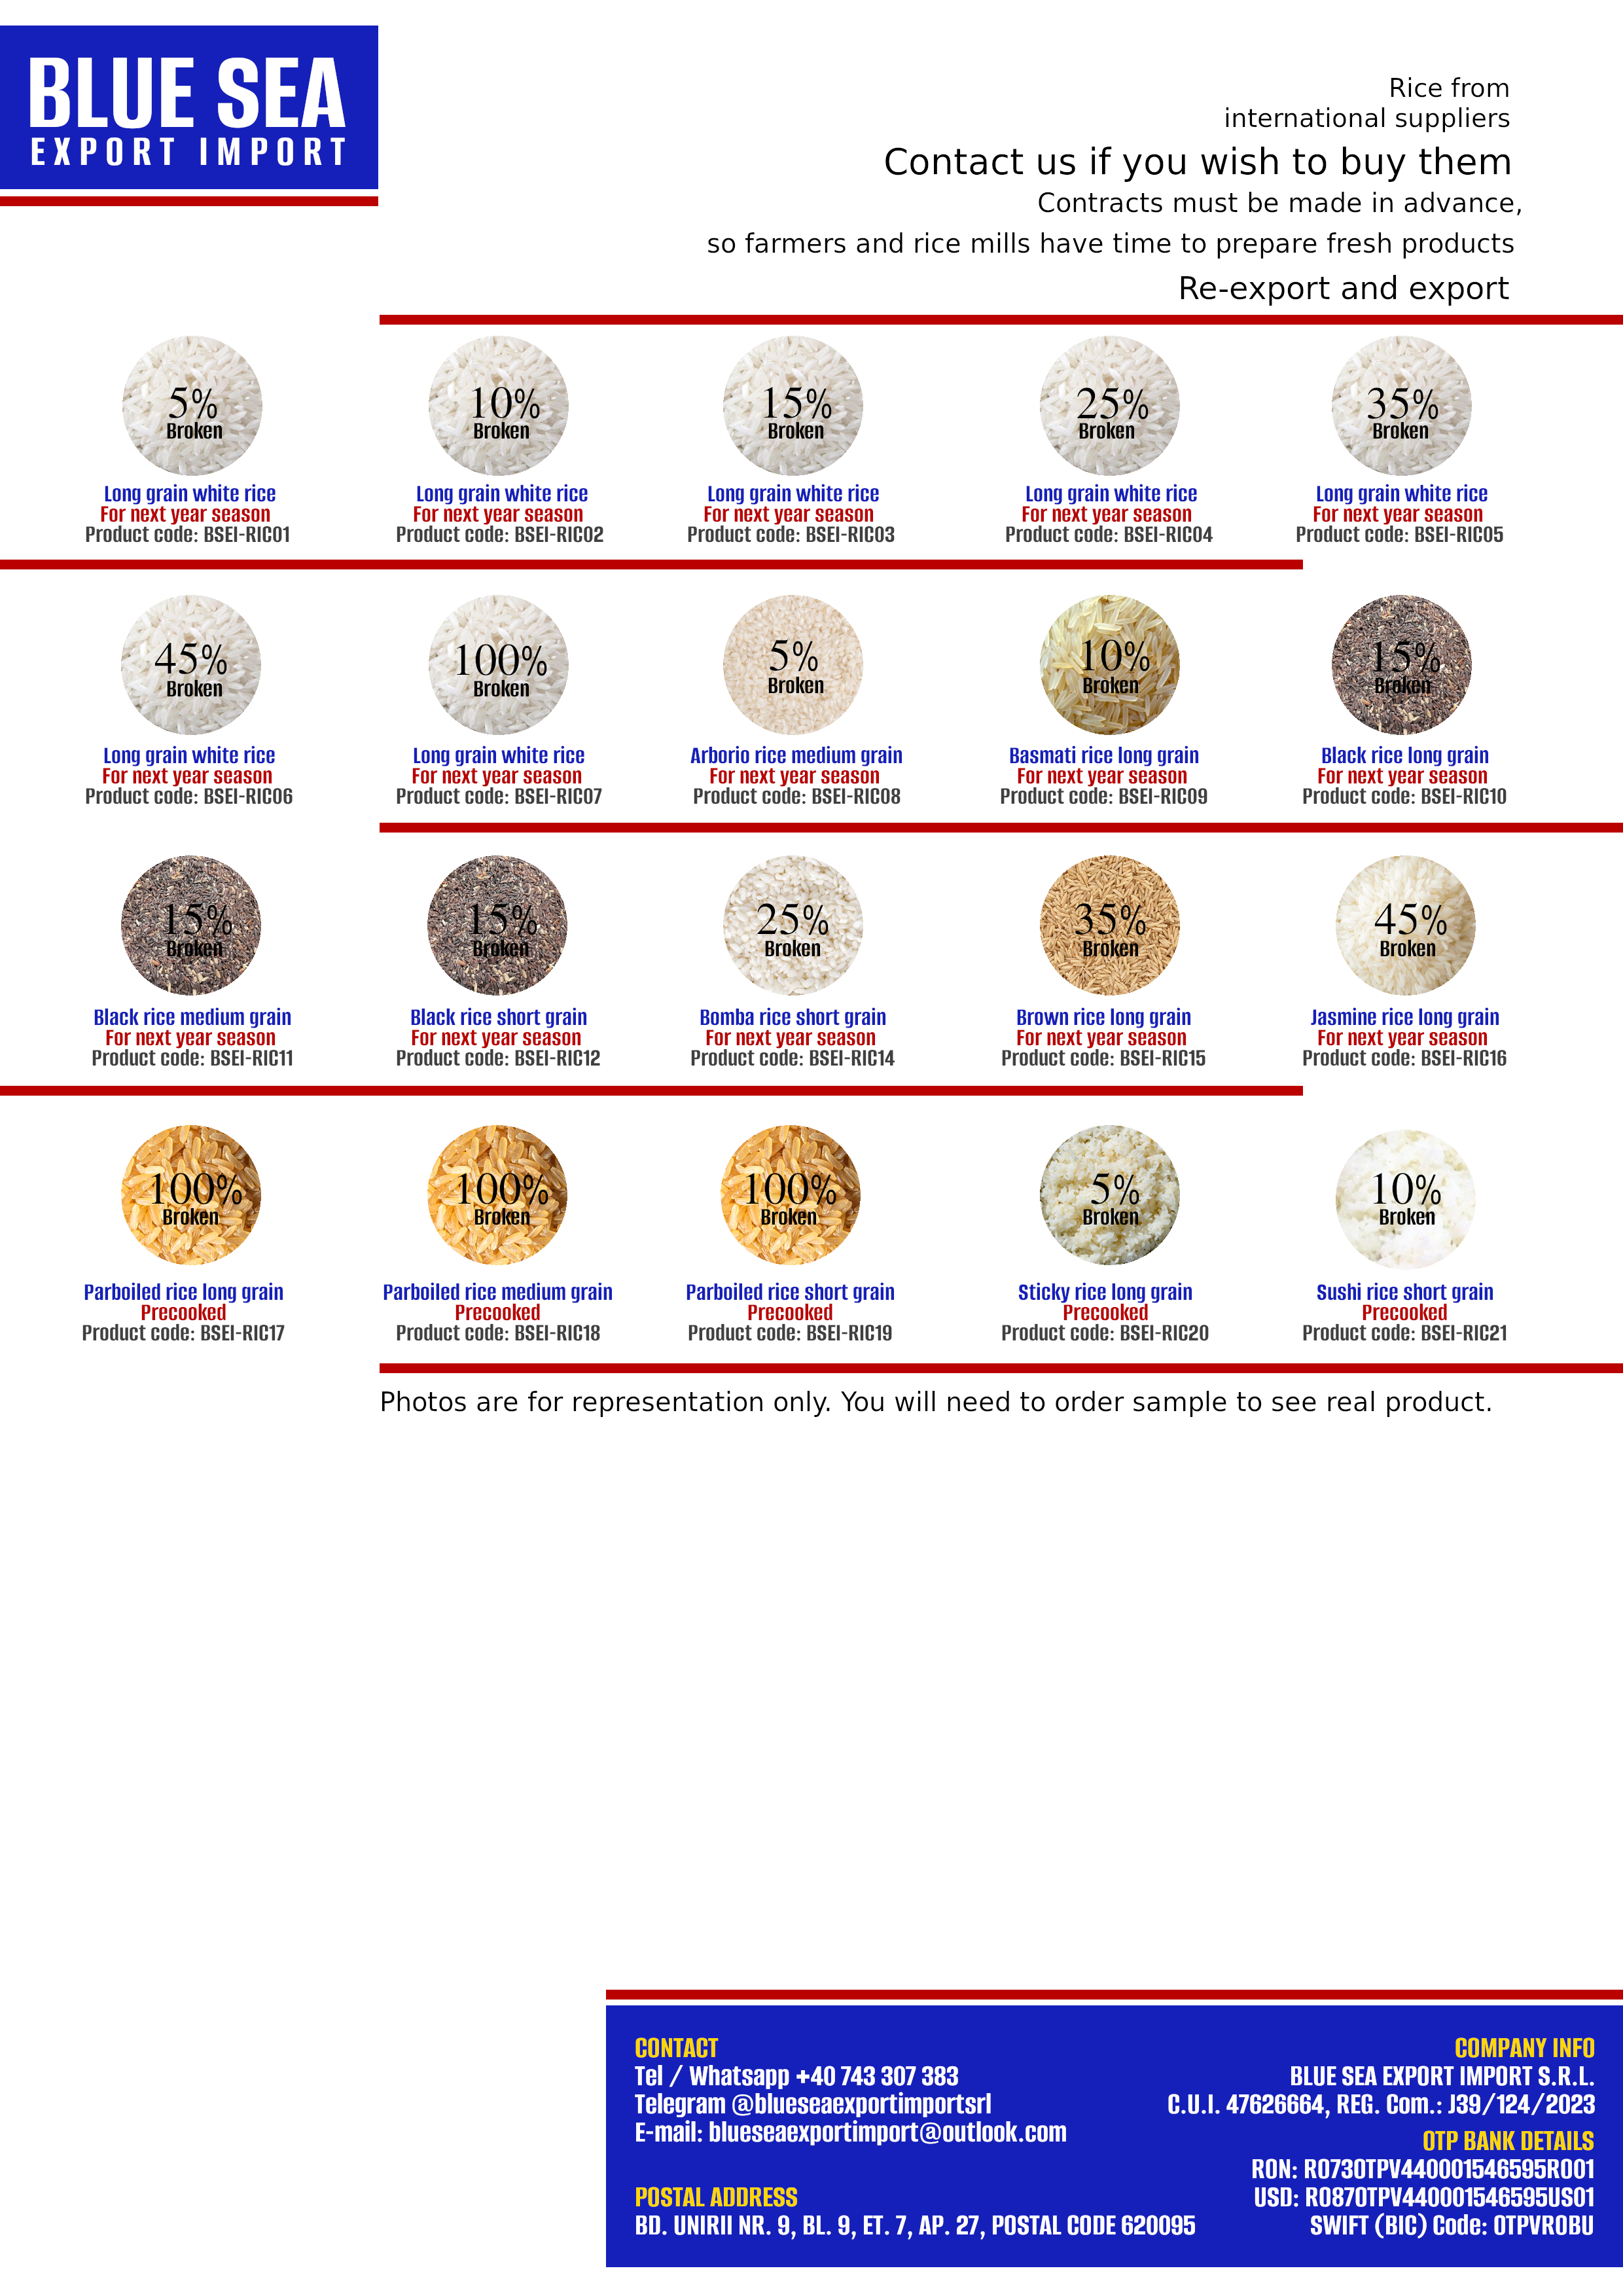 BLUE SEA
EXPORT IMPORT
Rice from
international suppliers
Contact us if you wish to buy them
Contracts must be made in advance,
so farmers and rice mills have time to prepare fresh products
Re-export and export
5%
Broken
Long grain white rice
For next year season
Product code: BSEI-RIC01
10%
Broken
Long grain white rice
For next year season
Product code: BSEI-RIC02
15%
Broken
Long grain white rice
For next year season
Product code: BSEI-RIC03
25%
Broken
Long grain white rice
For next year season
Product code: BSEI-RIC04
35%
Broken
Long grain white rice
For next year season
Product code: BSEI-RIC05
45%
Broken
Long grain white rice
For next year season
Product code: BSEI-RIC06
100%
Broken
Long grain white rice
For next year season
Product code: BSEI-RIC07
5%
Broken
Arborio rice medium grain
For next year season
Product code: BSEI-RIC08
10%
Broken
Basmati rice long grain
For next year season
Product code: BSEI-RIC09
15%
Broken
Black rice long grain
For next year season
Product code: BSEI-RIC10
15%
Broken
Black rice medium grain
For next year season
Product code: BSEI-RIC11
15%
Broken
Black rice short grain
For next year season
Product code: BSEI-RIC12
25%
Broken
Bomba rice short grain
For next year season
Product code: BSEI-RIC14
35%
Broken
Brown rice long grain
For next year season
Product code: BSEI-RIC15
45%
Broken
Jasmine rice long grain
For next year season
Product code: BSEI-RIC16
100%
Broken
Parboiled rice long grain
Precooked
Product code: BSEI-RIC17
100%
Broken
Parboiled rice medium grain
Precooked
Product code: BSEI-RIC18
100%
Broken
Parboiled rice short grain
Precooked
Product code: BSEI-RIC19
5%
Broken
Sticky rice long grain
Precooked
Product code: BSEI-RIC20
10%
Broken
Sushi rice short grain
Precooked
Product code: BSEI-RIC21
Photos are for representation only. You will need to order sample to see real product.
CONTACT
Tel / Whatsapp +40 743 307 383
Telegram @blueseaexportimportsrl
E-mail: blueseaexportimport@outlook.com
POSTAL ADDRESS
BD. UNIRII NR. 9, BL. 9, ET. 7, AP. 27, POSTAL CODE 620095
COMPANY INFO
BLUE SEA EXPORT IMPORT S.R.L.
C.U.I. 47626664, REG. Com.: J39/124/2023
OTP BANK DETAILS
RON: RO73OTPV440001546595RO01
USD: RO87OTPV440001546595US01
SWIFT (BIC) Code: OTPVROBU